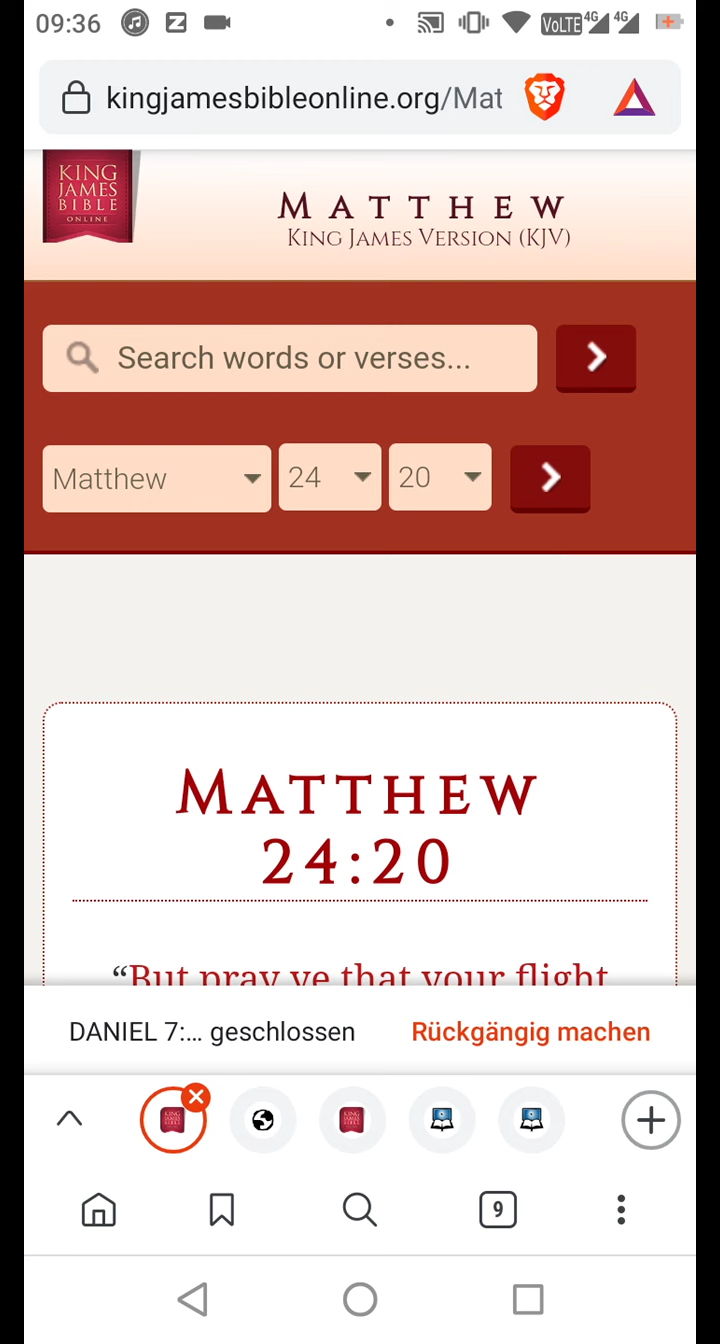 09:36
VoLTE 4G 4G
kingjamesbibleonline.org/Mat
KING
JAMES
BIBLE
ONLINE
MATTHEW
KING JAMES VERSION (KJV)
Search words or verses...
Matthew 24 20
MATTHEW
24:20
“But pray ye that your flight
DANIEL 7:... geschlossen Rückgängig machen
9